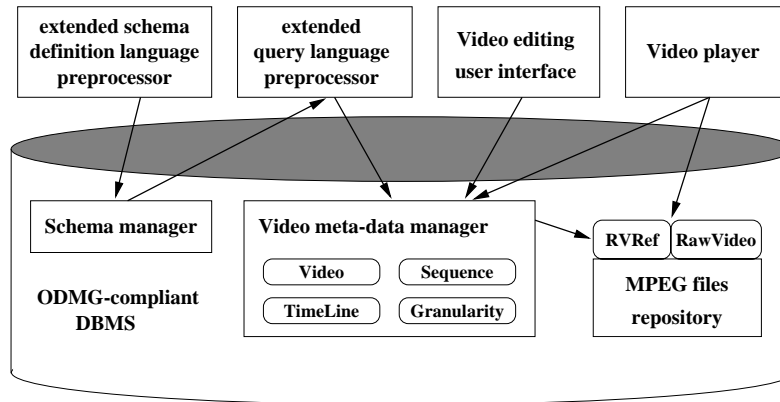 extended schema
definition language
preprocessor
extended
query language
preprocessor
Video editing
user interface
Video player
Schema manager
Video meta-data manager
Video
Sequence
TimeLine
Granularity
RVRef
RawVideo
MPEG files
repository
ODMG-compliant
DBMS